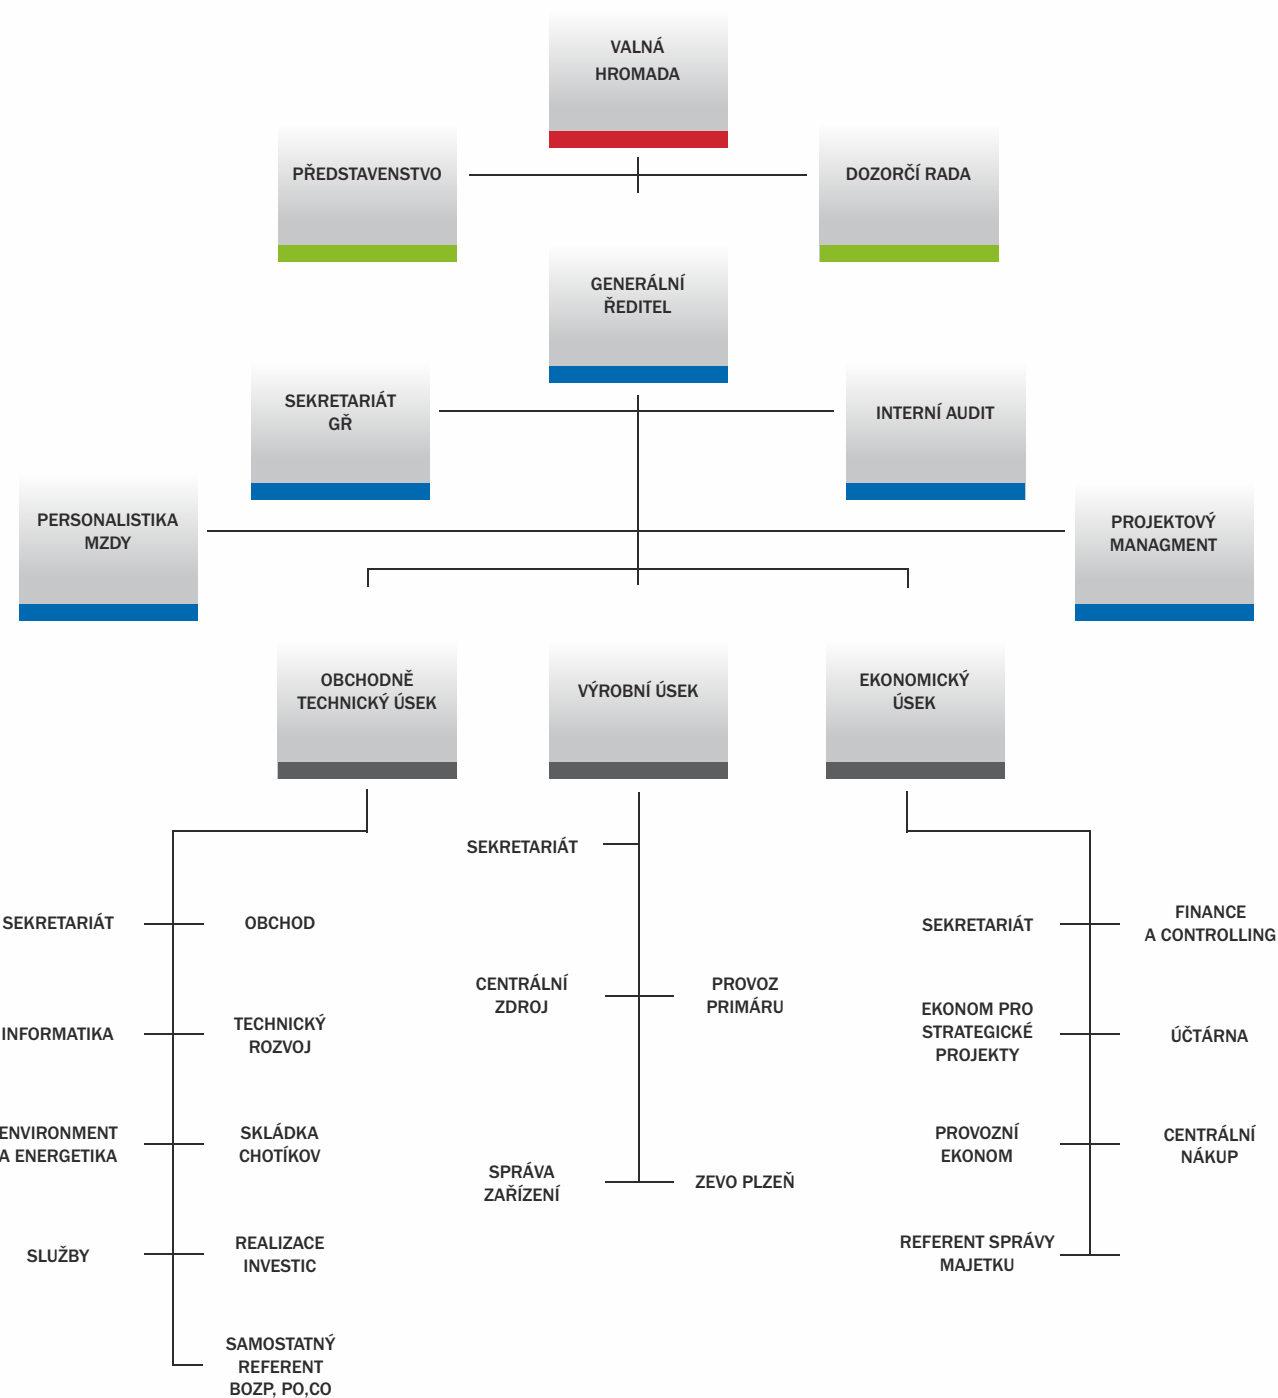 VALNÁ
HROMADA
PŘEDSTAVENSTVO
DOZORČÍ RADA
GENERÁLNÍ
ŘEDITEL
SEKRETARIÁT
GŘ
INTERNÍ AUDIT
PERSONALISTIKA
MZDY
PROJEKTOVÝ
MANAGMENT
OBCHODNĚ
TECHNICKÝ ÚSEK
VÝROBNÍ ÚSEK
EKONOMICKÝ
ÚSEK
SEKRETARIÁT
OBCHOD
INFORMATIKA
TECHNICKÝ
ROZVOJ
ENVIRONMENT
A ENERGETIKA
SKLÁDKA
CHOTÍKOV
SLUŽBY
REALIZACE
INVESTIC
SAMOSTATNÝ
REFERENT
BOZP, PO,CO
SEKRETARIÁT
CENTRÁLNÍ
ZDROJ
PROVOZ
PRIMÁRU
SPRÁVA
ZAŘÍZENÍ
ZEVO PLZEŇ
SEKRETARIÁT
FINANCE
A CONTROLLING
EKONOM PRO
STRATEGICKÉ
PROJEKTY
ÚČTÁRNA
PROVOZNÍ
EKONOM
CENTRÁLNÍ
NÁKUP
REFERENT SPRÁVY
MAJETKU